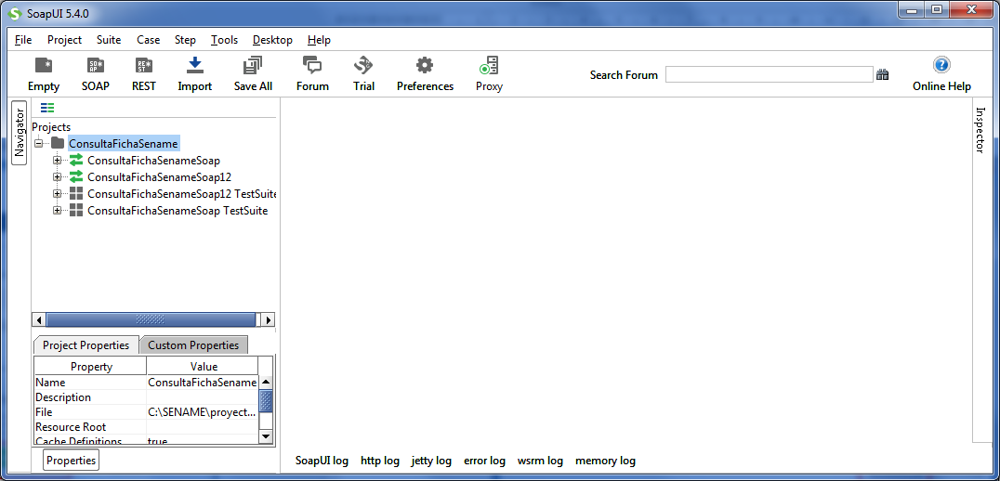 SoapUI 5.4.0
File Project Suite Case Step Tools Desktop Help
Empty SOAP REST Import Save All Forum Trial Preferences Proxy Search Forum Online Help
Navigator
Inspector
Projects
ConsultaFichaSename
ConsultaFichaSenameSoap
ConsultaFichaSenameSoap12
ConsultaFichaSenameSoap12 TestSuite
ConsultaFichaSenameSoap TestSuite
Project Properties Custom Properties
Property Value
Name ConsultaFichaSename
Description
File C:\SENAME\proyect...
Resource Root
Cache Definitions true
Properties
SoapUI log http log jetty log error log wsrm log memory log